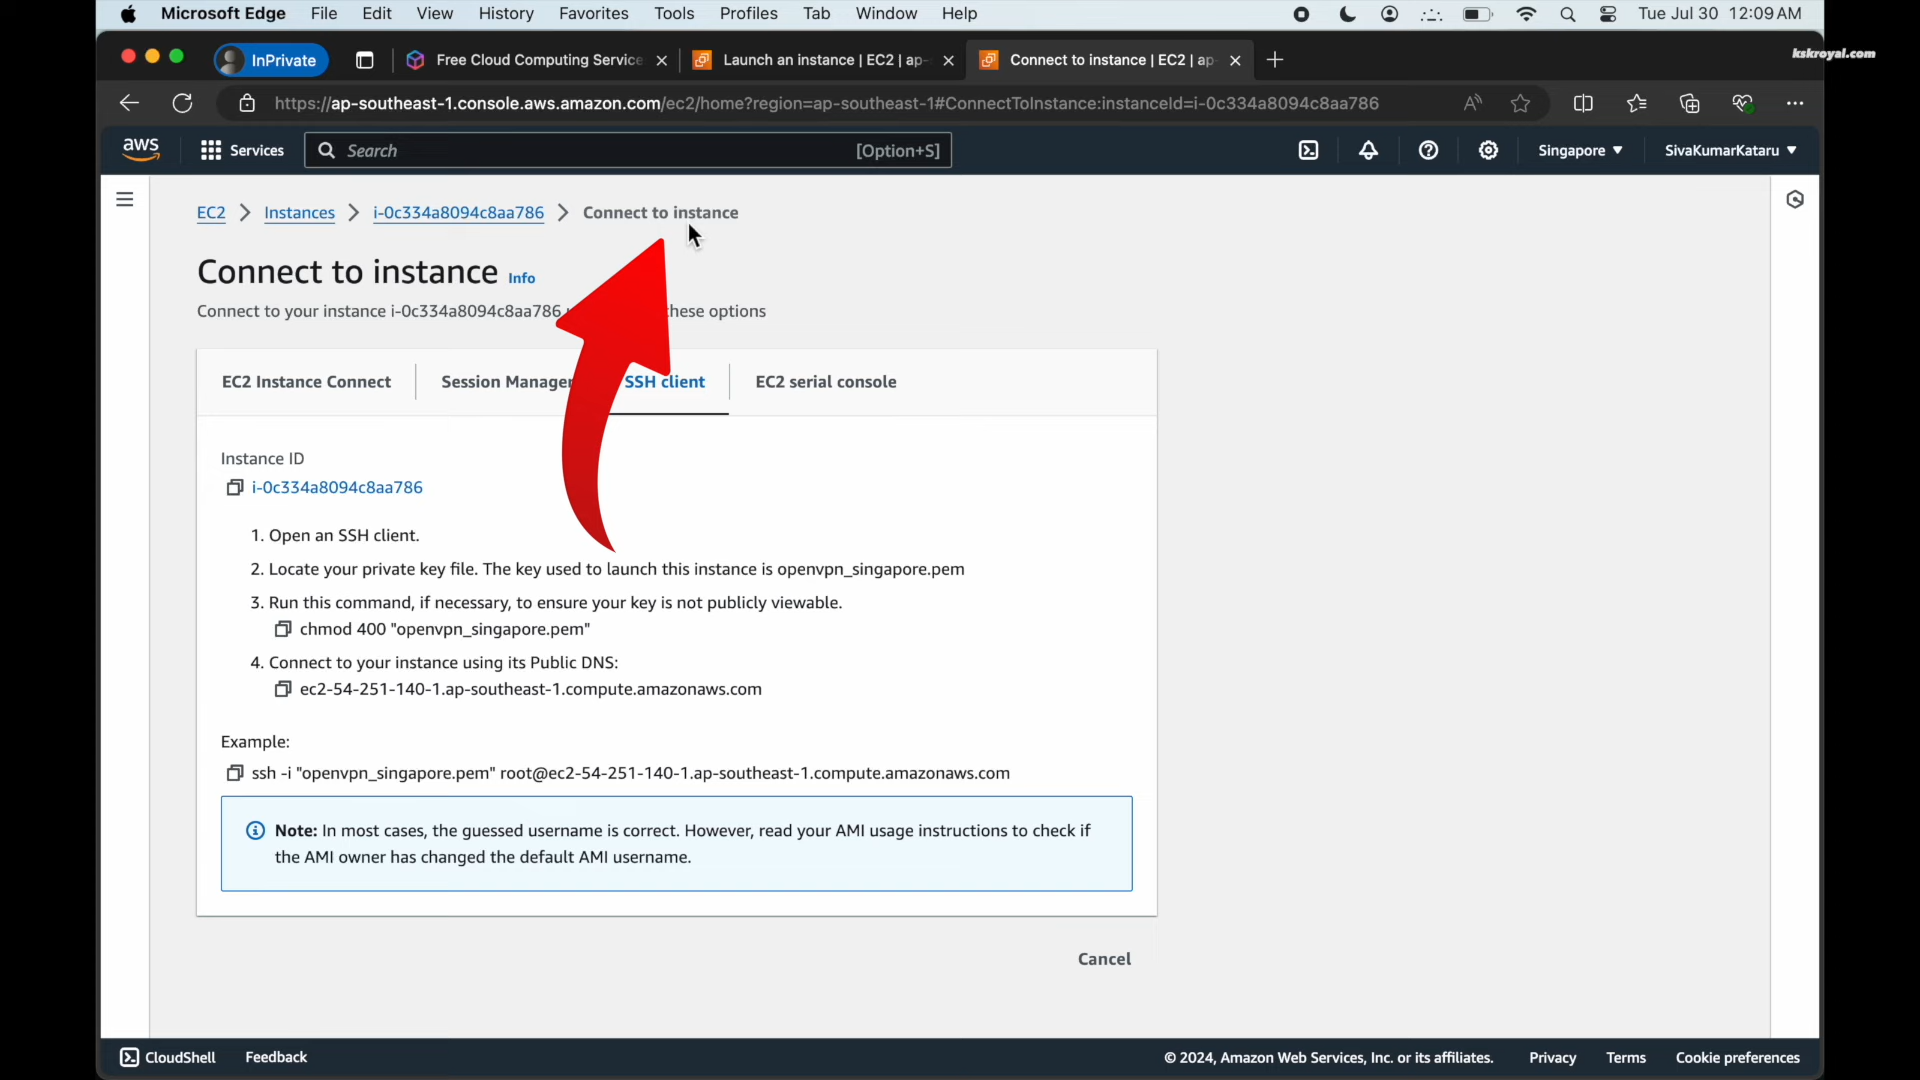 Microsoft Edge File Edit View History Favorites Tools Profiles Tab Window Help Tue Jul 30 12:09 AM
kskroyal.com
InPrivate Free Cloud Computing Service Launch an instance | EC2 | ap- Connect to instance | EC2 | ap-
https://ap-southeast-1.console.aws.amazon.com/ec2/home?region=ap-southeast-1#ConnectToInstance:instanceId=i-0c334a8094c8aa786
aws Services Search [Option+S] Singapore SivaKumarKataru
EC2 Instances i-0c334a8094c8aa786 Connect to instance
Connect to instance Info
Connect to your instance i-0c334a8094c8aa786 these options
EC2 Instance Connect Session Manager SSH client EC2 serial console
Instance ID
i-0c334a8094c8aa786
1. Open an SSH client.
2. Locate your private key file. The key used to launch this instance is openvpn_singapore.pem
3. Run this command, if necessary, to ensure your key is not publicly viewable.
chmod 400 "openvpn_singapore.pem"
4. Connect to your instance using its Public DNS:
ec2-54-251-140-1.ap-southeast-1.compute.amazonaws.com
Example:
ssh -i "openvpn_singapore.pem" root@ec2-54-251-140-1.ap-southeast-1.compute.amazonaws.com
Note: In most cases, the guessed username is correct. However, read your AMI usage instructions to check if
the AMI owner has changed the default AMI username.
Cancel
CloudShell Feedback © 2024, Amazon Web Services, Inc. or its affiliates. Privacy Terms Cookie preferences